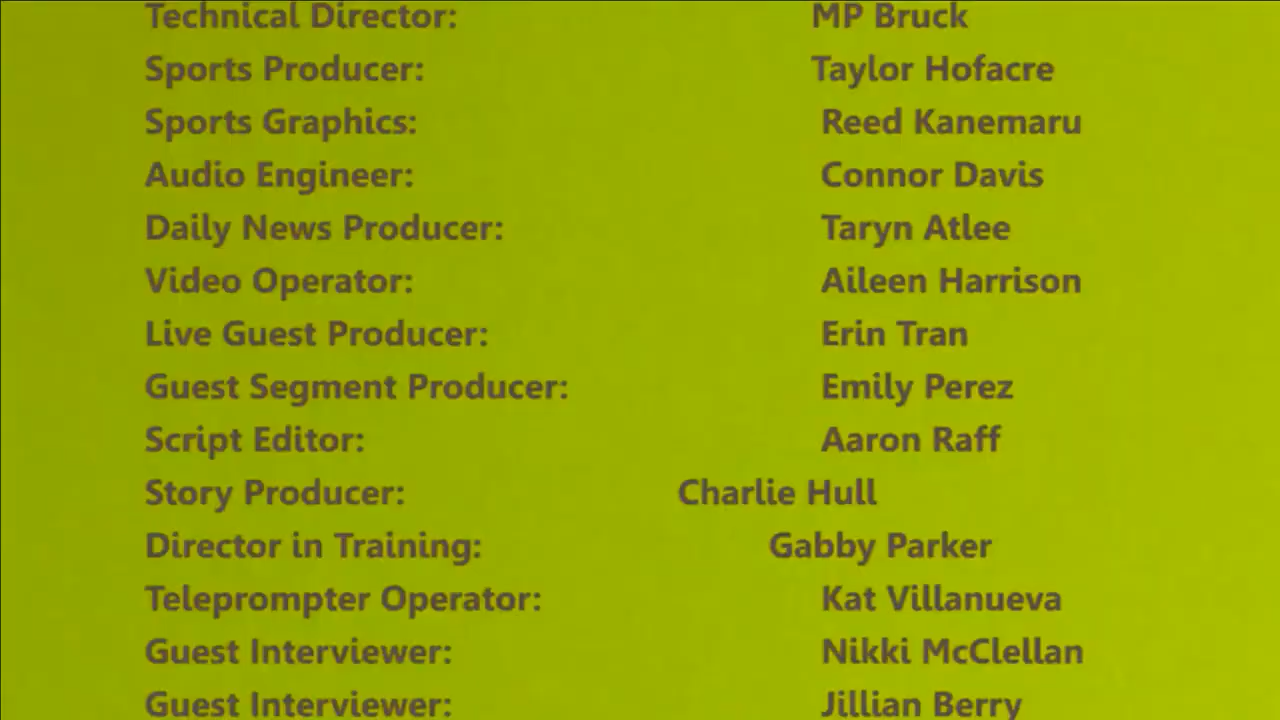 Technical Director: MP Bruck
Sports Producer: Taylor Hofacre
Sports Graphics: Reed Kanemaru
Audio Engineer: Connor Davis
Daily News Producer: Taryn Atlee
Video Operator: Aileen Harrison
Live Guest Producer: Erin Tran
Guest Segment Producer: Emily Perez
Script Editor: Aaron Raff
Story Producer: Charlie Hull
Director in Training: Gabby Parker
Teleprompter Operator: Kat Villanueva
Guest Interviewer: Nikki McClellan
Guest Interviewer: Jillian Berry